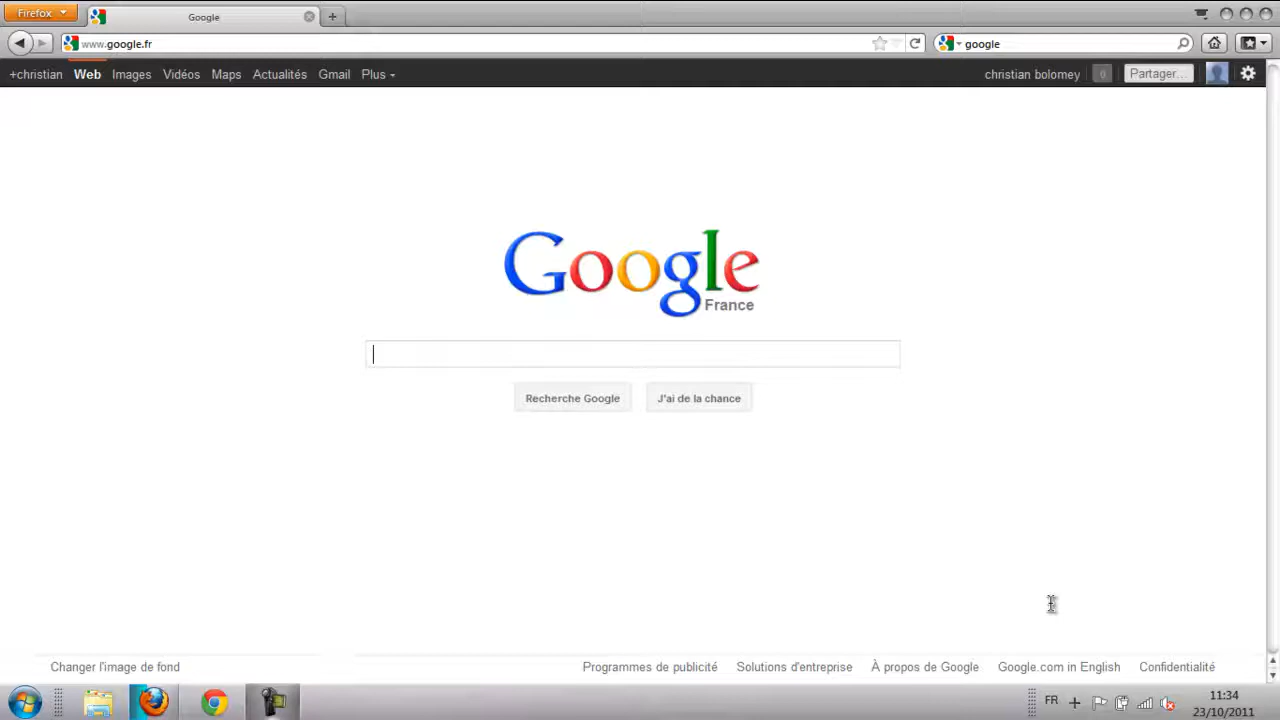 Firefox
Google
www.google.fr
google
+christian Web Images Vidéos Maps Actualités Gmail Plus
christian bolomey 0 Partager...
Google
France
Recherche Google J'ai de la chance
Changer l'image de fond
Programmes de publicité Solutions d'entreprise À propos de Google Google.com in English Confidentialité
FR
11:34
23/10/2011